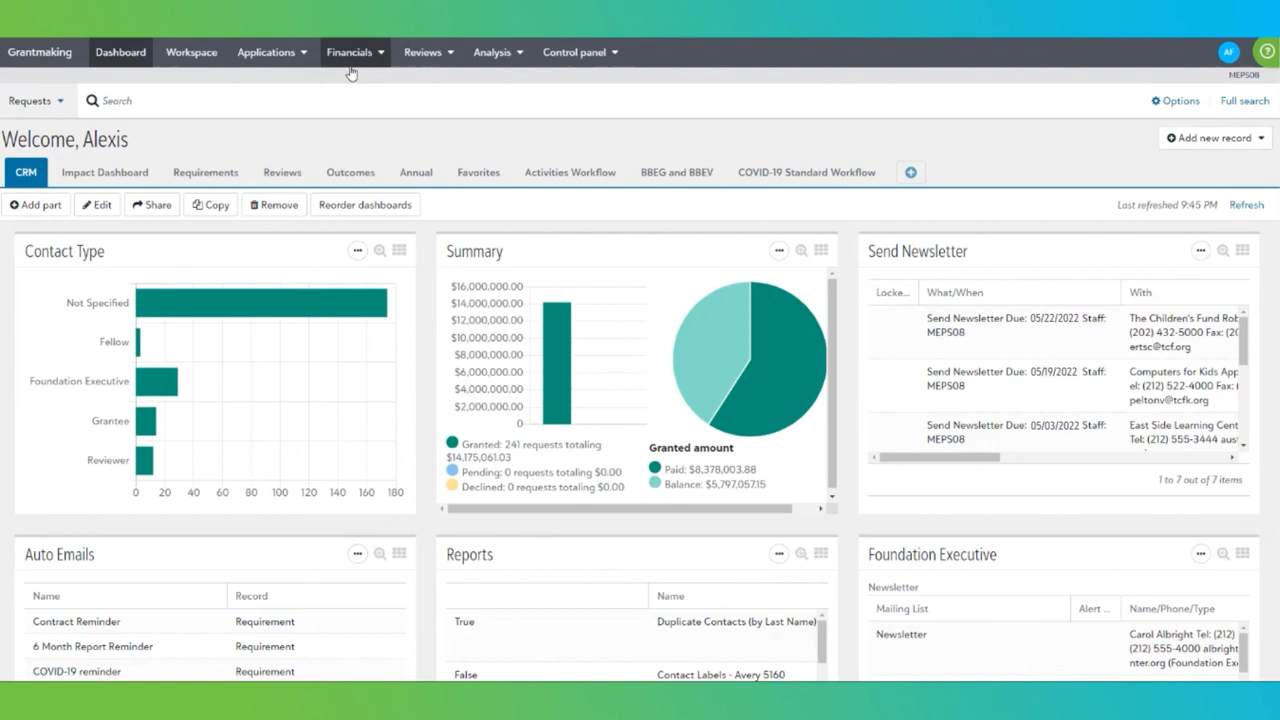 Grantmaking Dashboard Workspace Applications Financials Reviews Analysis Control panel AF ?
MEPS08
Requests Search Options Full search
Welcome, Alexis Add new record
CRM Impact Dashboard Requirements Reviews Outcomes Annual Favorites Activities Workflow BBEG and BBEV COVID-19 Standard Workflow
Add part Edit Share Copy Remove Reorder dashboards Last refreshed 9:45 PM Refresh
Contact Type
Not Specified
Fellow
Foundation Executive
Grantee
Reviewer
0 20 40 60 80 100 120 140 160 180
Summary
$16,000,000.00
$14,000,000.00
$12,000,000.00
$10,000,000.00
$8,000,000.00
$6,000,000.00
$4,000,000.00
$2,000,000.00
0
Granted: 241 requests totaling
$14,175,061.03
Pending: 0 requests totaling $0.00
Declined: 0 requests totaling $0.00
Granted amount
Paid: $8,378,003.88
Balance: $5,797,057.15
Send Newsletter
Locke... What/When With
Send Newsletter Due: 05/22/2022 Staff: The Children's Fund Rob
MEPS08 (202) 432-5000 Fax: (20
ertsc@tcf.org
Send Newsletter Due: 05/19/2022 Staff: Computers for Kids App
MEPS08 el: (212) 522-4000 Fax: (
peltonv@tcfk.org
Send Newsletter Due: 05/03/2022 Staff: East Side Learning Cent
MEPS08 Tel: (212) 555-3444 aust
1 to 7 out of 7 items
Auto Emails
Name Record
Contract Reminder Requirement
6 Month Report Reminder Requirement
COVID-19 reminder Requirement
Reports
Name
True Duplicate Contacts (by Last Name)
False Contact Labels - Avery 5160
Foundation Executive
Newsletter
Mailing List Alert ... Name/Phone/Type
Newsletter Carol Albright Tel: (212)
(212) 555-4000 albright
nter.org (Foundation Ex